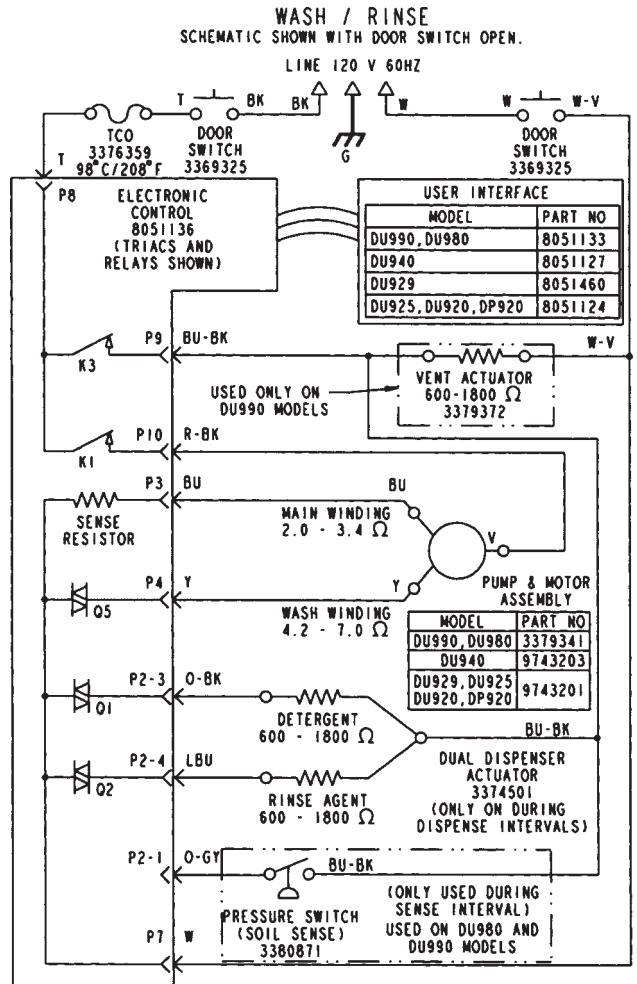 WASH / RINSE
SCHEMATIC SHOWN WITH DOOR SWITCH OPEN.
LINE 120 V 60HZ
T BK BK W W W-V
TCO
3376359
98°C/208°F
DOOR
SWITCH
3369325
G
DOOR
SWITCH
3369325
T
P8
ELECTRONIC
CONTROL
8051136
(TRIACS AND
RELAYS SHOWN)
USER INTERFACE
MODEL PART NO
DU990,DU980 8051133
DU940 8051127
DU929 8051460
DU925,DU920,DP920 8051124
K3
P9 BU-BK
W-V
USED ONLY ON
DU990 MODELS
VENT ACTUATOR
600-1800 Ω
3379372
K1
P10 R-BK
P3 BU
BU
SENSE
RESISTOR
MAIN WINDING
2.0 - 3.4 Ω
V
Q5
P4 Y
Y
WASH WINDING
4.2 - 7.0 Ω
PUMP & MOTOR
ASSEMBLY
MODEL PART NO
DU990,DU980 3379341
DU940 9743203
DU929,DU925
DU920,DP920 9743201
Q1
P2-3 O-BK
DETERGENT
600 - 1800 Ω
BU-BK
Q2
P2-4 LBU
RINSE AGENT
600 - 1800 Ω
DUAL DISPENSER
ACTUATOR
3374501
(ONLY ON DURING
DISPENSE INTERVALS)
P2-1 O-GY
BU-BK
PRESSURE SWITCH
(SOIL SENSE)
3380871
(ONLY USED DURING
SENSE INTERVAL)
USED ON DU980 AND
DU990 MODELS
P7 W